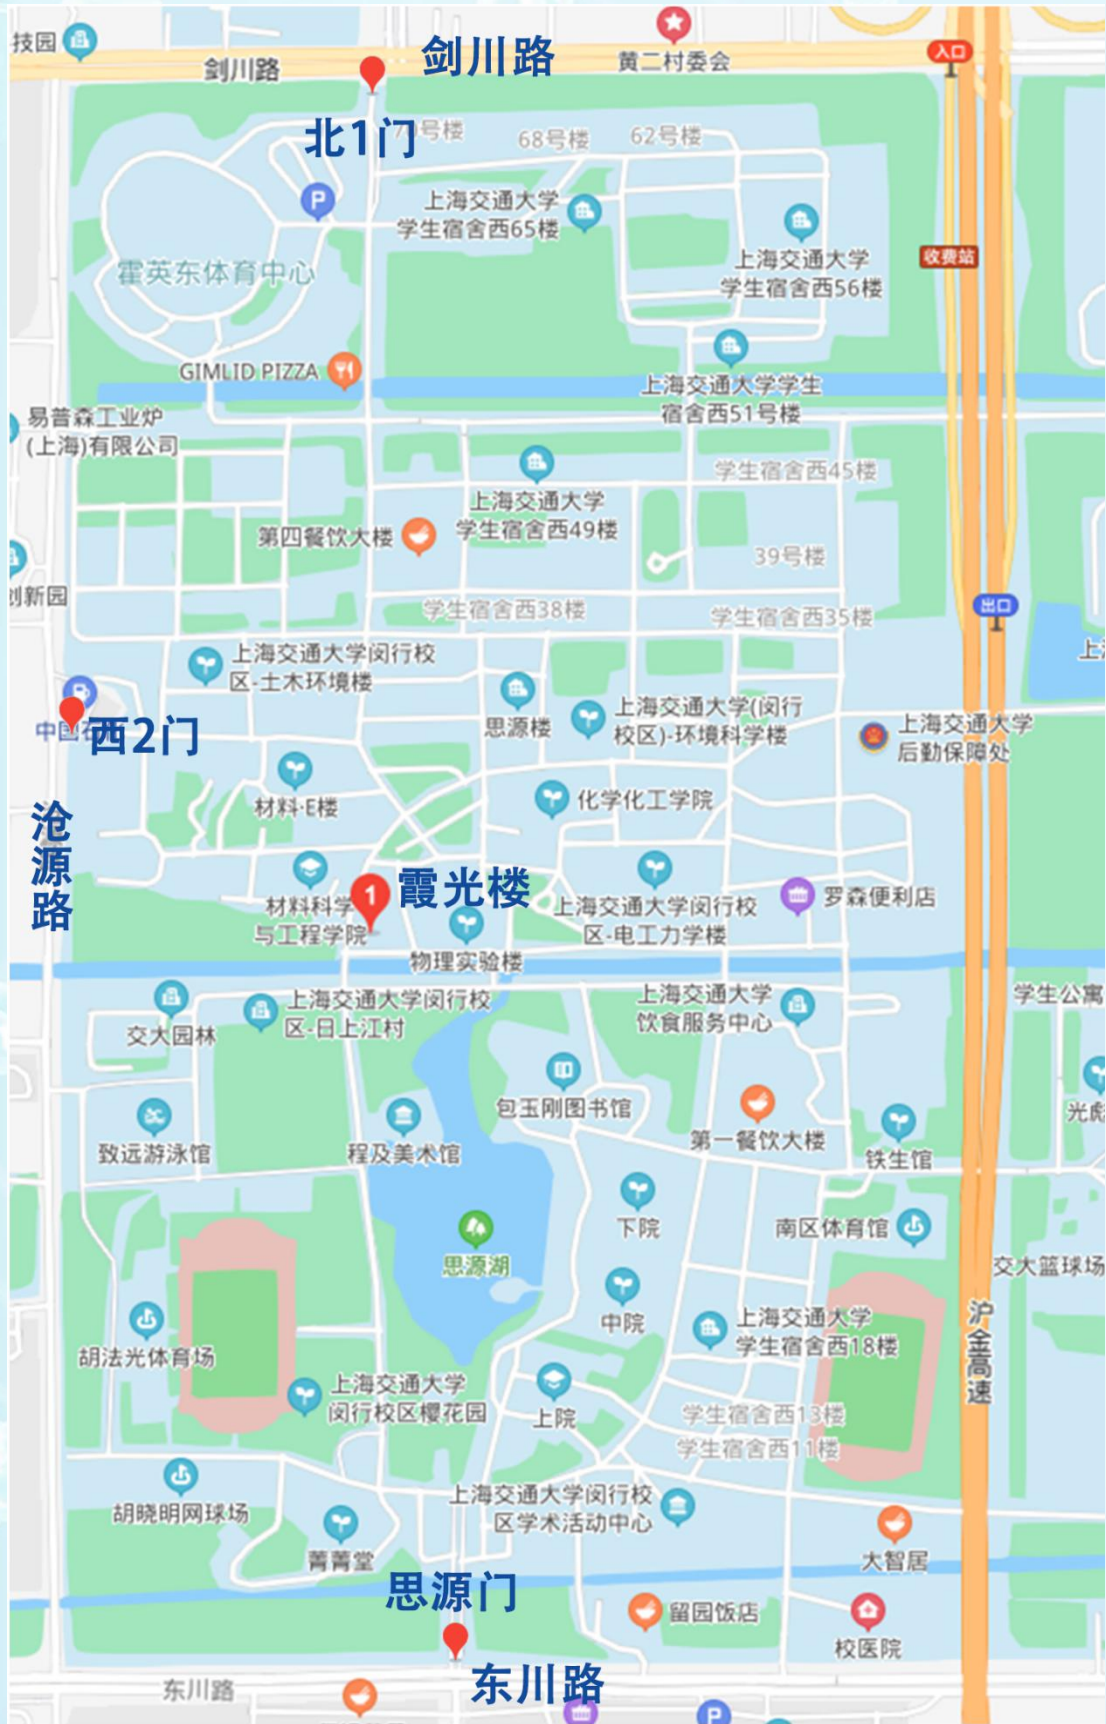 技园
剑川路
剑川路
黄二村委会
入口
北1门
70号楼
68号楼
62号楼
P
上海交通大学
学生宿舍西65楼
上海交通大学
学生宿舍西56楼
收费站
霍英东体育中心
GIMLID PIZZA
上海交通大学学生
宿舍西51号楼
易普森工业炉
(上海)有限公司
学生宿舍西45楼
上海交通大学
学生宿舍西49楼
第四餐饮大楼
39号楼
创新园
学生宿舍西38楼
学生宿舍西35楼
出口
上海交通大学闵行校
区-土木环境楼
上海
思源楼
上海交通大学(闵行
校区)-环境科学楼
上海交通大学
后勤保障处
中国石
西2门
材料·E楼
化学化工学院
沧源路
1
霞光楼
材料科学
与工程学院
物理实验楼
上海交通大学闵行校
区-电工力学楼
罗森便利店
交大园林
上海交通大学闵行校
区-日上江村
上海交通大学
饮食服务中心
学生公寓
包玉刚图书馆
致远游泳馆
程及美术馆
第一餐饮大楼
铁生馆
光彪
下院
南区体育馆
思源湖
交大篮球场
中院
上海交通大学
学生宿舍西18楼
胡法光体育场
沪金高速
上海交通大学
闵行校区樱花园
上院
学生宿舍西13楼
学生宿舍西11楼
胡晓明网球场
上海交通大学闵行校
区学术活动中心
菁菁堂
大智居
思源门
留园饭店
校医院
东川路
东川路
P